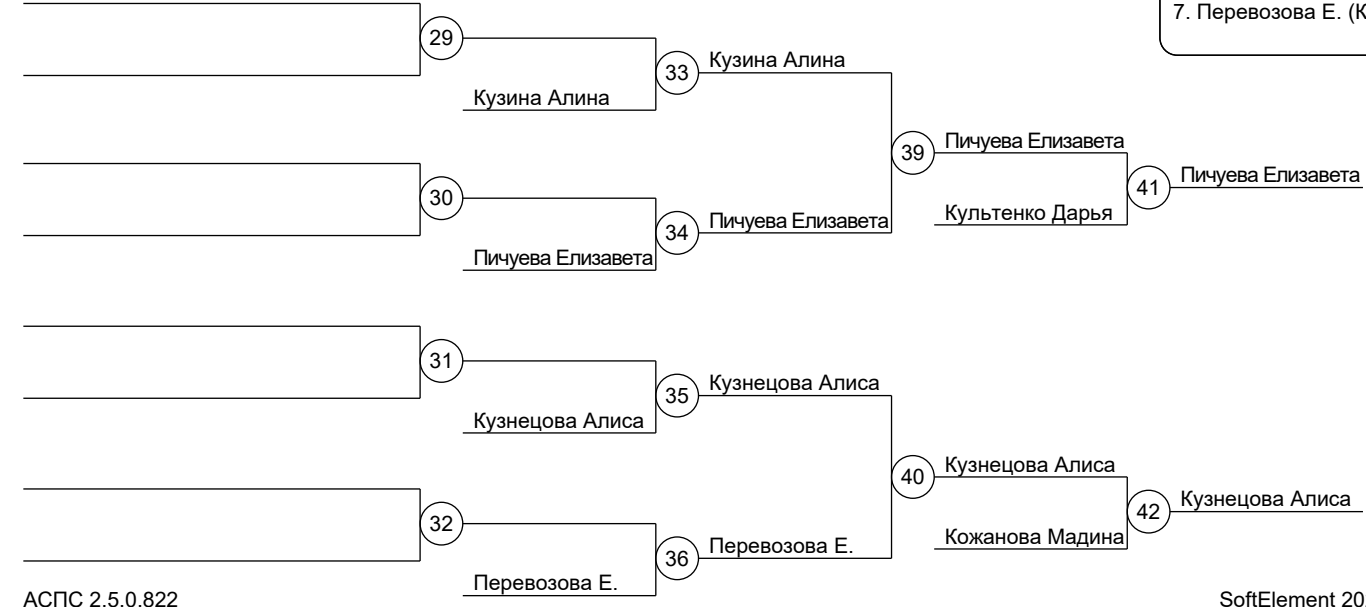 7. Перевозова Е. (К
29
33
Кузина Алина
Кузина Алина
39
Пичуева Елизавета
30
41
Пичуева Елизавета
Культенко Дарья
34
Пичуева Елизавета
Пичуева Елизавета
31
35
Кузнецова Алиса
Кузнецова Алиса
40
Кузнецова Алиса
32
42
Кузнецова Алиса
Кожанова Мадина
36
Перевозова Е.
Перевозова Е.
АСПС 2.5.0.822
SoftElement 20